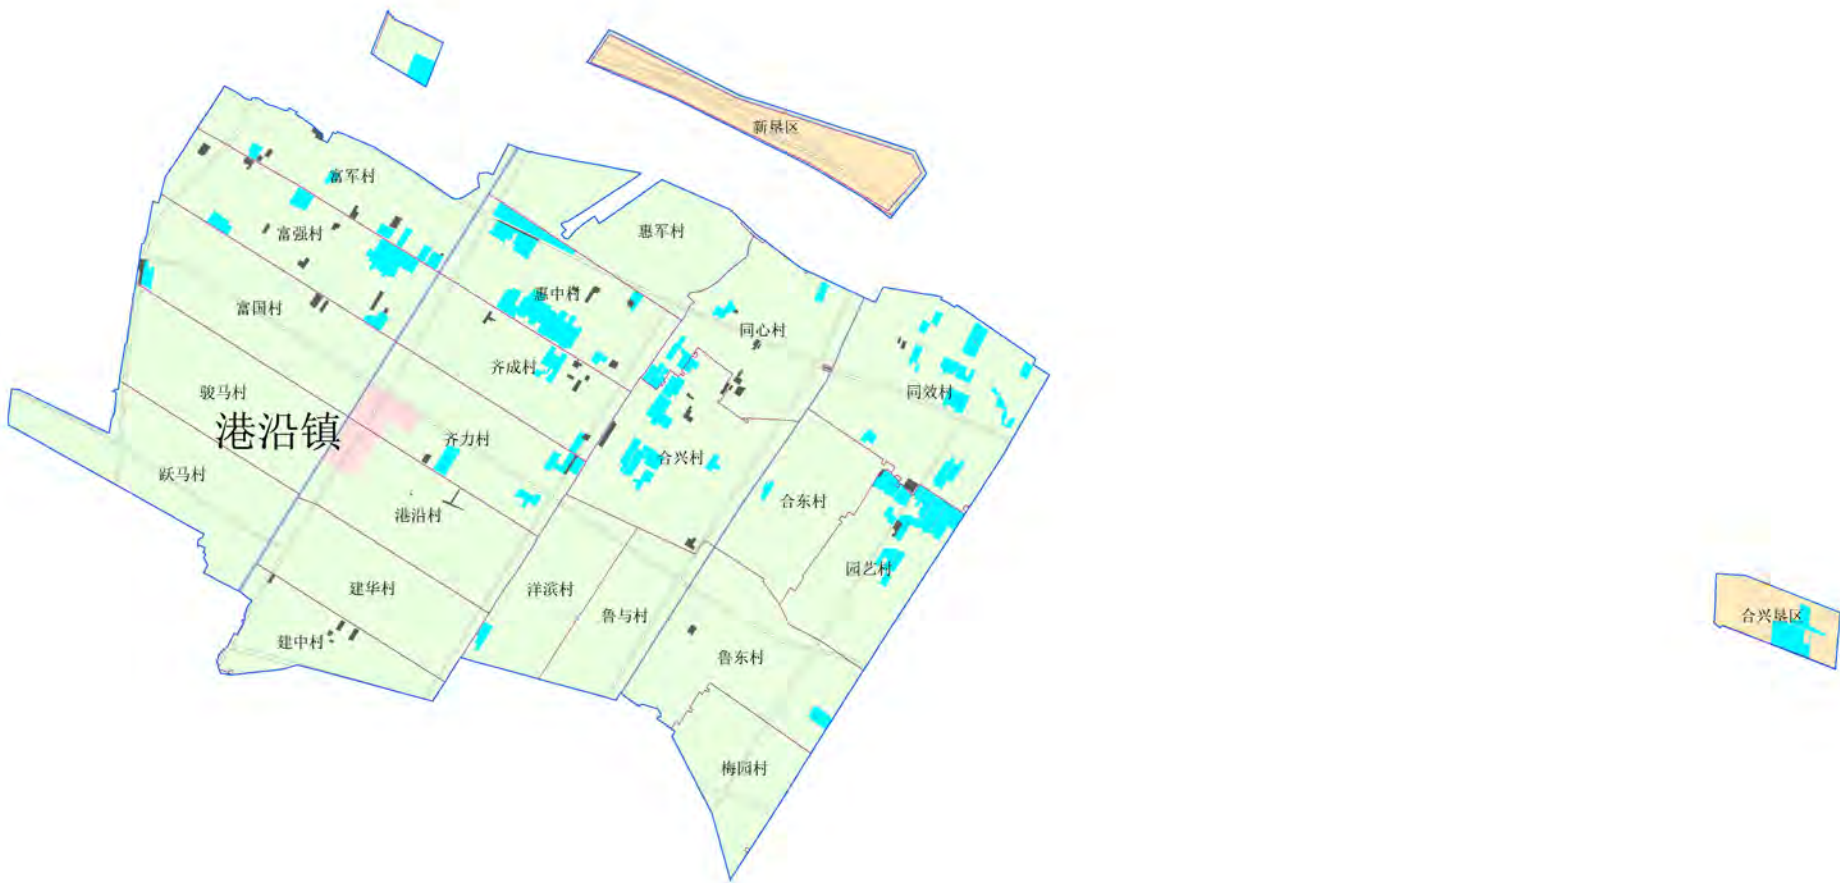 新垦区
富军村
惠军村
富强村
惠中村
富国村
同心村
齐成村
骏马村
同效村
港沿镇
齐力村
合兴村
跃马村
合东村
港沿村
园艺村
建华村
洋滨村
鲁与村
合兴垦区
建中村
鲁东村
梅园村